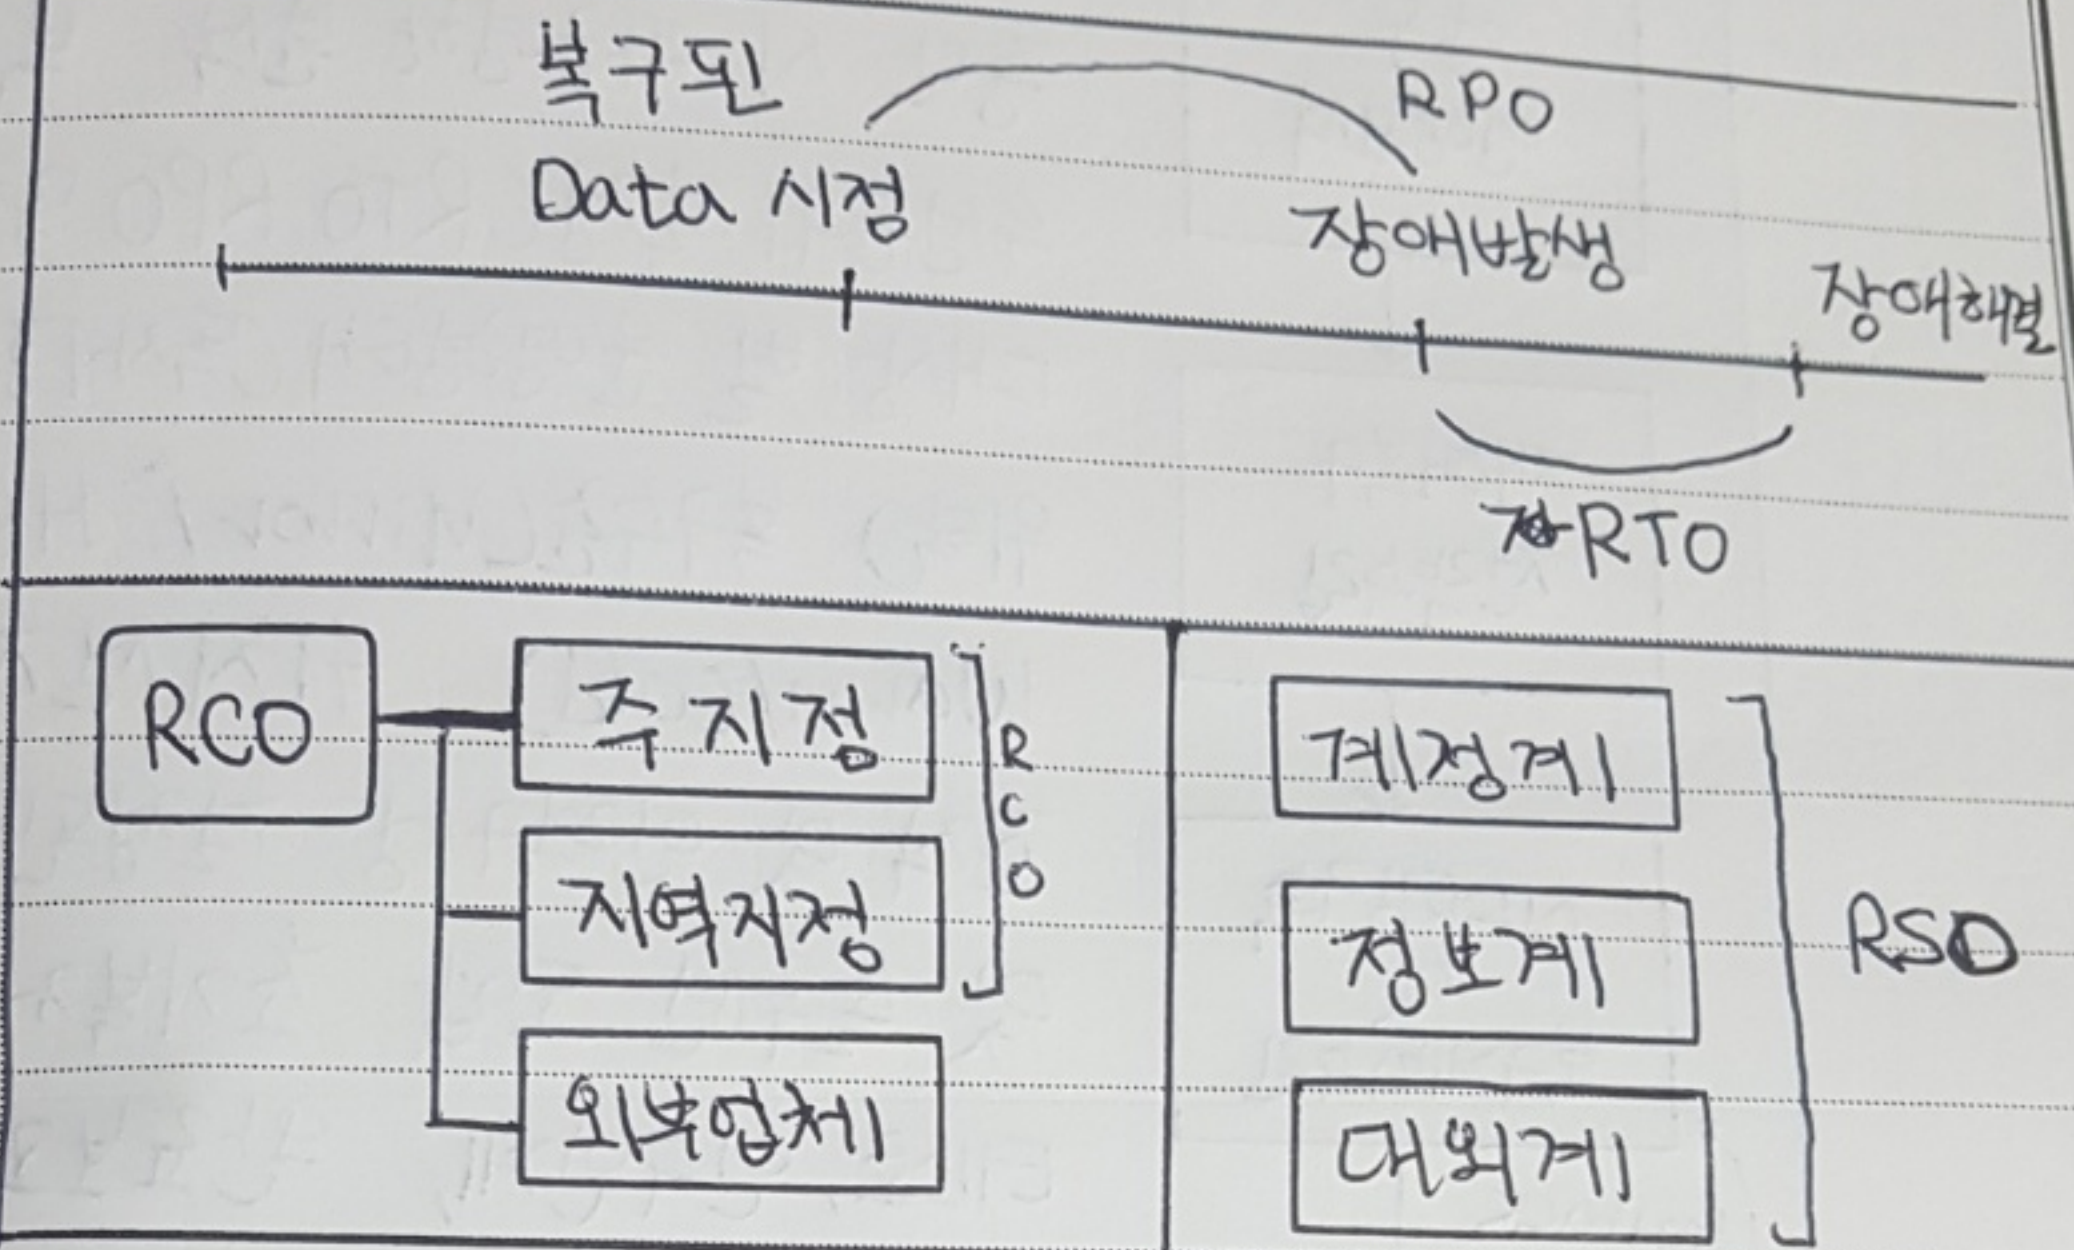 복구된
RPO
Data 시점
장애발생
장애해결
RTO
RCO
주지점
RCO
지역지점
외부업체
계정계
정보계
대외계
RSO